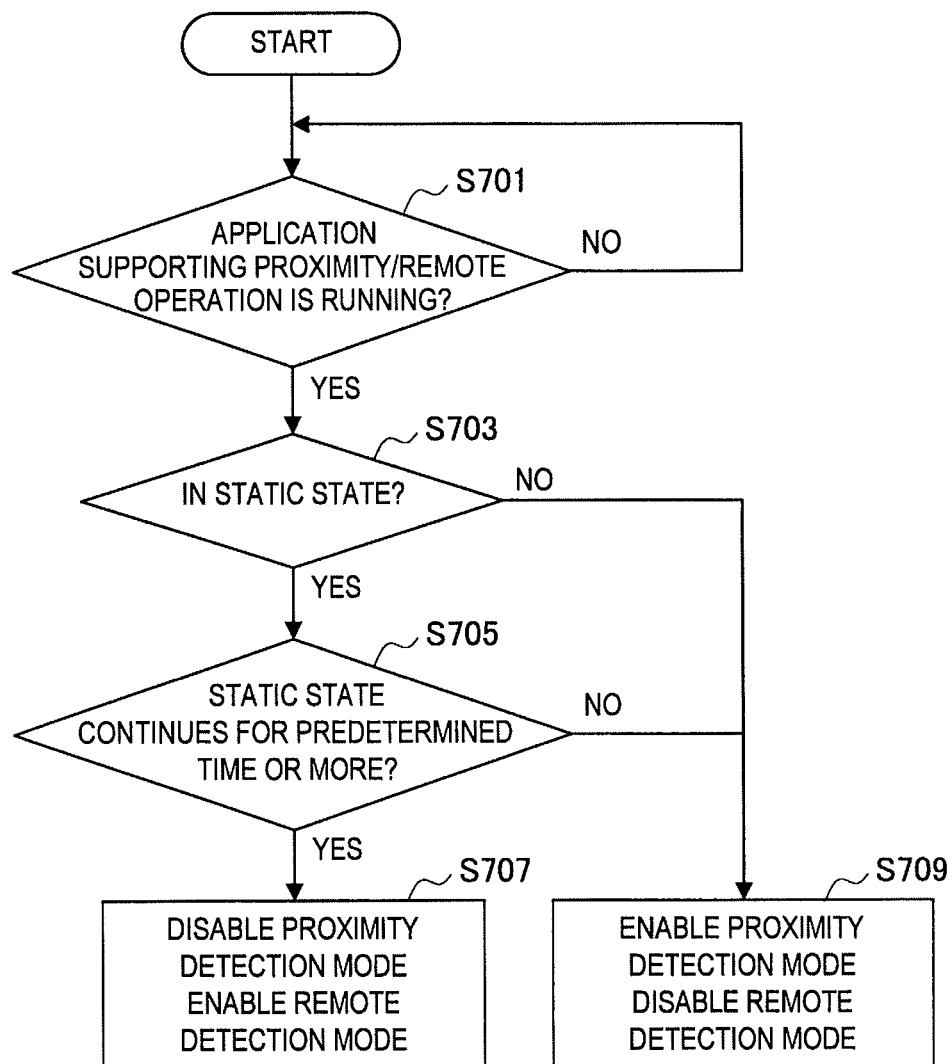 START
S701
APPLICATION
SUPPORTING PROXIMITY/REMOTE
OPERATION IS RUNNING?
NO
YES
S703
IN STATIC STATE?
NO
YES
S705
STATIC STATE
CONTINUES FOR PREDETERMINED
TIME OR MORE?
NO
YES
S707
DISABLE PROXIMITY
DETECTION MODE
ENABLE REMOTE
DETECTION MODE
S709
ENABLE PROXIMITY
DETECTION MODE
DISABLE REMOTE
DETECTION MODE